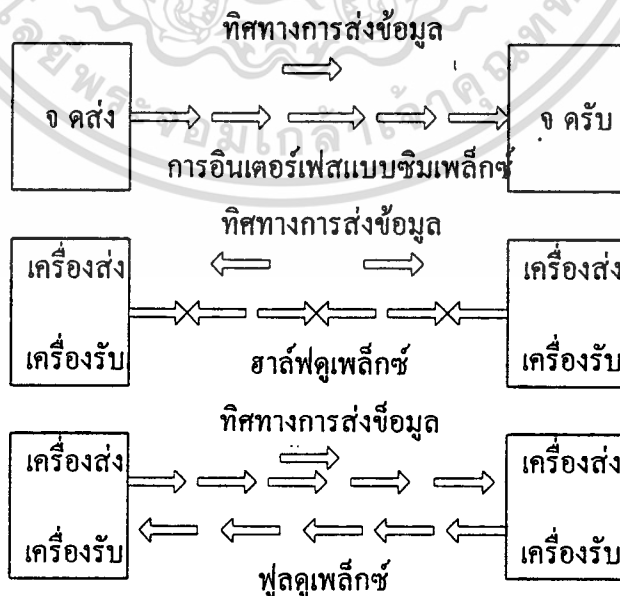 ทิศทางการส่งข้อมูล
จ ดส่ง
จ ดรับ
การอินเตอร์เฟสแบบซิมเพล็กซ์
ทิศทางการส่งข้อมูล
เครื่องส่ง
เครื่องส่ง
เครื่องรับ
ฮาล์ฟดูเพล็กซ์
เครื่องรับ
ทิศทางการส่งข็อมูล
เครื่องส่ง
เครื่องส่ง
เครื่องรับ
เครื่องรับ
ฟูลดูเพล็กซ์